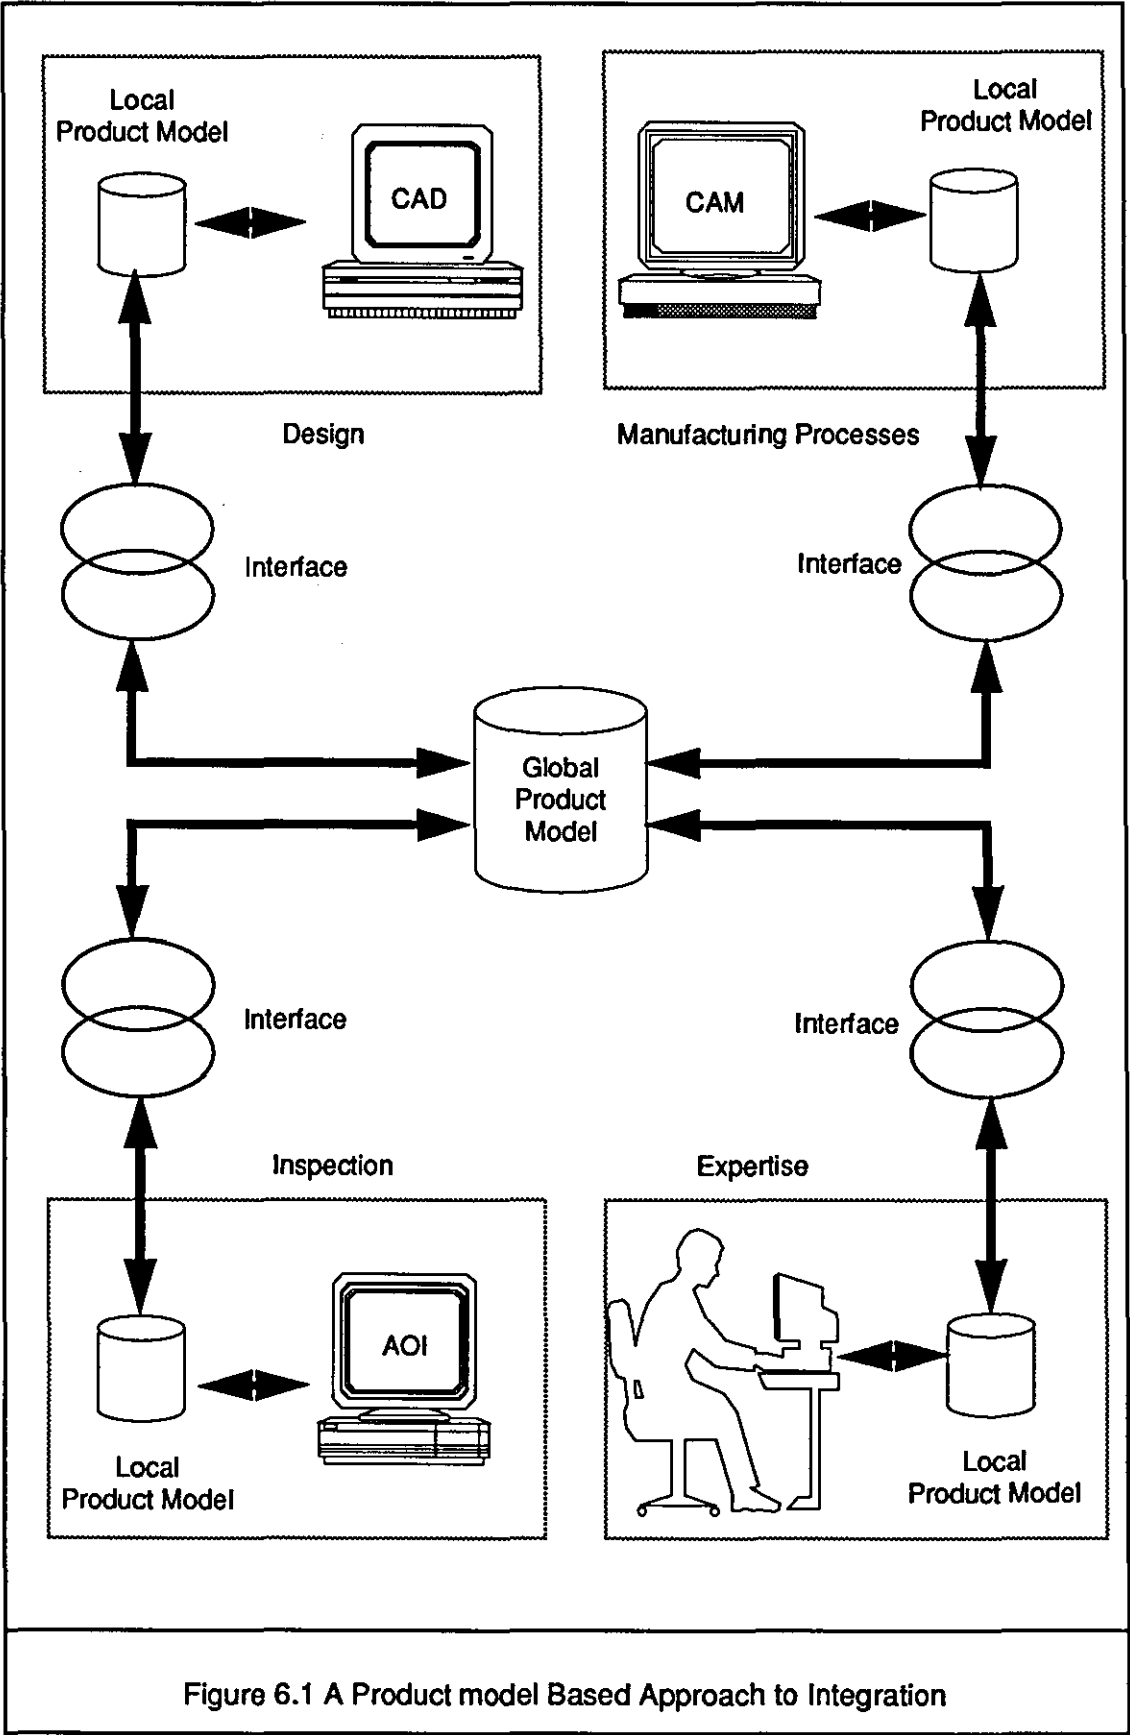 Local
Product Model
CAD
Design
Local
Product Model
CAM
Manufacturing Processes
Interface
Interface
Global
Product
Model
Interface
Interface
Inspection
AOI
Local
Product Model
Expertise
Local
Product Model
Figure 6.1 A Product model Based Approach to Integration